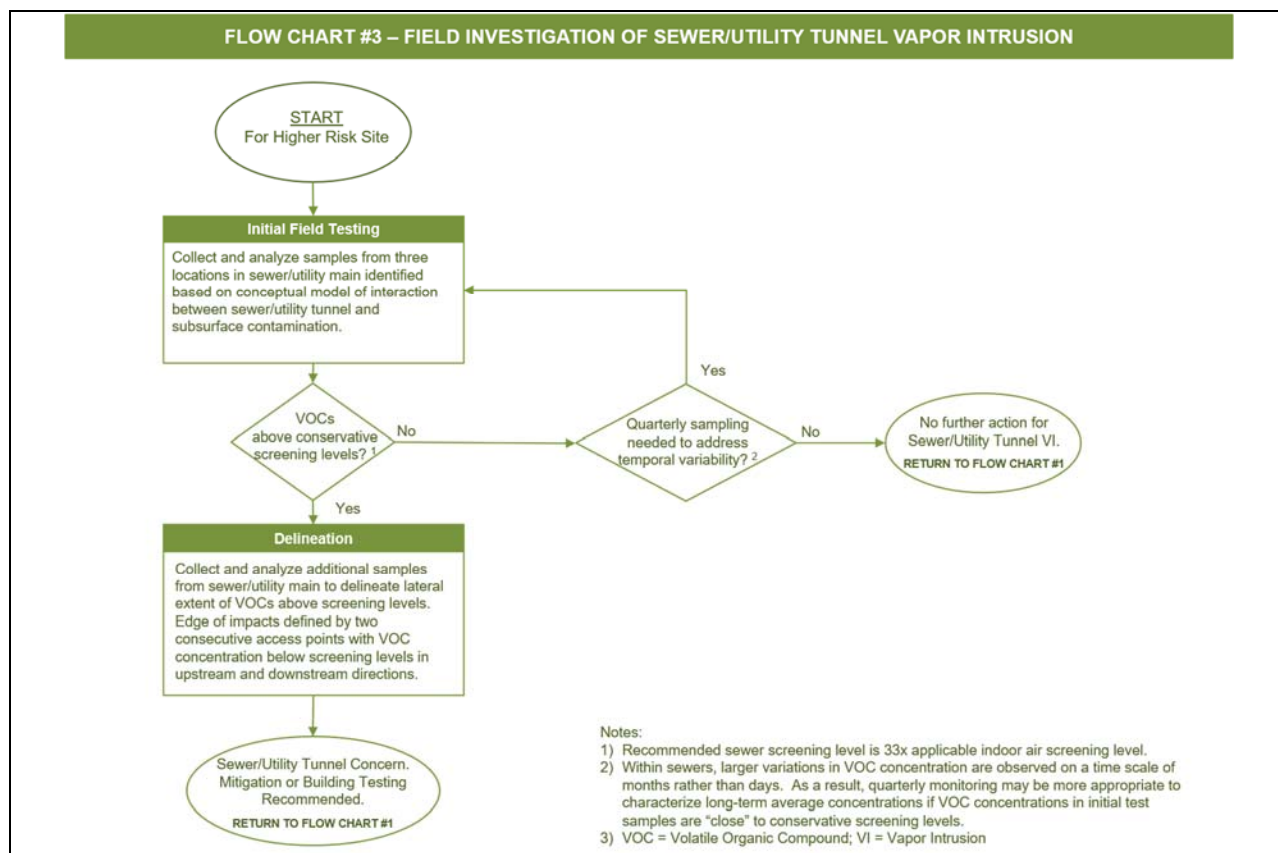 FLOW CHART #3 – FIELD INVESTIGATION OF SEWER/UTILITY TUNNEL VAPOR INTRUSION
START
For Higher Risk Site
Initial Field Testing
Collect and analyze samples from three
locations in sewer/utility main identified
based on conceptual model of interaction
between sewer/utility tunnel and
subsurface contamination.
Yes
VOCs
above conservative
screening levels? 1
No
Quarterly sampling
needed to address
temporal variability? 2
No
No further action for
Sewer/Utility Tunnel VI.
RETURN TO FLOW CHART #1
Yes
Delineation
Collect and analyze additional samples
from sewer/utility main to delineate lateral
extent of VOCs above screening levels.
Edge of impacts defined by two
consecutive access points with VOC
concentration below screening levels in
upstream and downstream directions.
Sewer/Utility Tunnel Concern.
Mitigation or Building Testing
Recommended.
RETURN TO FLOW CHART #1
Notes:
1) Recommended sewer screening level is 33x applicable indoor air screening level.
2) Within sewers, larger variations in VOC concentration are observed on a time scale of
months rather than days. As a result, quarterly monitoring may be more appropriate to
characterize long-term average concentrations if VOC concentrations in initial test
samples are “close” to conservative screening levels.
3) VOC = Volatile Organic Compound; VI = Vapor Intrusion